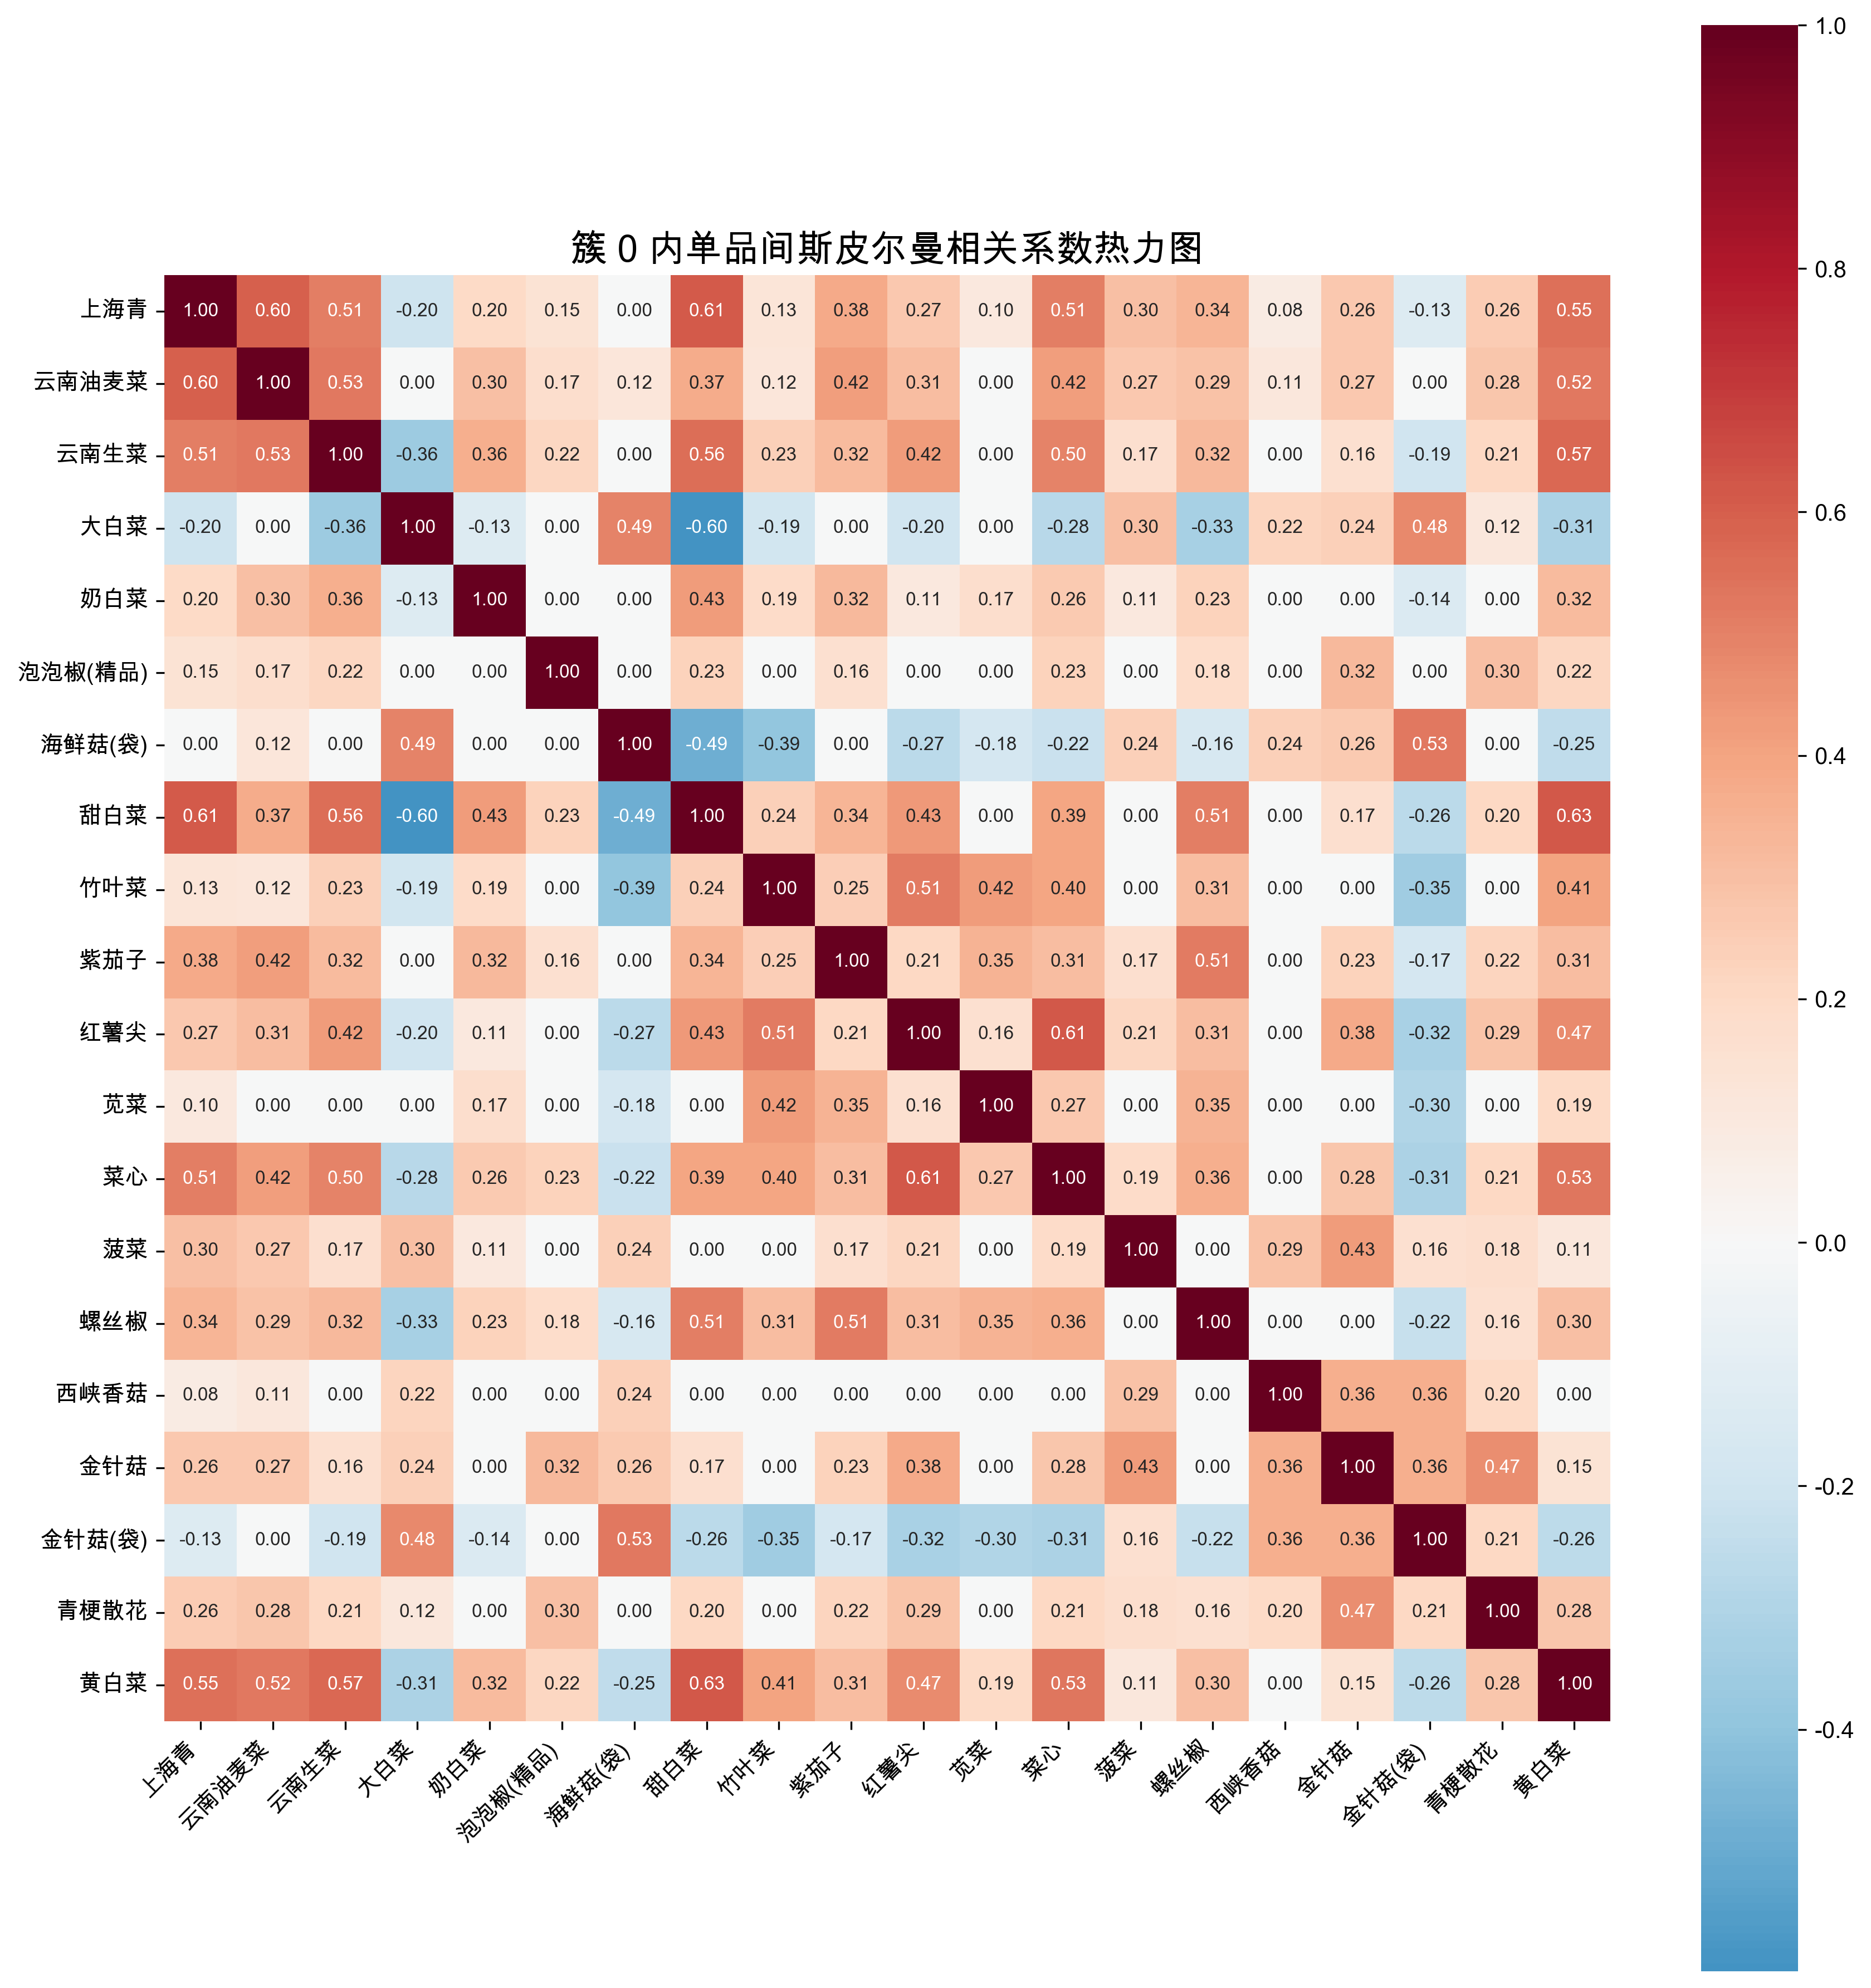 簇 0 内单品间斯皮尔曼相关系数热力图
上海青 1.00 0.60 0.51 -0.20 0.20 0.15 0.00 0.61 0.13 0.38 0.27 0.10 0.51 0.30 0.34 0.08 0.26 -0.13 0.26 0.55
云南油麦菜 0.60 1.00 0.53 0.00 0.30 0.17 0.12 0.37 0.12 0.42 0.31 0.00 0.42 0.27 0.29 0.11 0.27 0.00 0.28 0.52
云南生菜 0.51 0.53 1.00 -0.36 0.36 0.22 0.00 0.56 0.23 0.32 0.42 0.00 0.50 0.17 0.32 0.00 0.16 -0.19 0.21 0.57
大白菜 -0.20 0.00 -0.36 1.00 -0.13 0.00 0.49 -0.60 -0.19 0.00 -0.20 0.00 -0.28 0.30 -0.33 0.22 0.24 0.48 0.12 -0.31
奶白菜 0.20 0.30 0.36 -0.13 1.00 0.00 0.00 0.43 0.19 0.32 0.11 0.17 0.26 0.11 0.23 0.00 0.00 -0.14 0.00 0.32
泡泡椒(精品) 0.15 0.17 0.22 0.00 0.00 1.00 0.00 0.23 0.00 0.16 0.00 0.00 0.23 0.00 0.18 0.00 0.32 0.00 0.30 0.22
海鲜菇(袋) 0.00 0.12 0.00 0.49 0.00 0.00 1.00 -0.49 -0.39 0.00 -0.27 -0.18 -0.22 0.24 -0.16 0.24 0.26 0.53 0.00 -0.25
甜白菜 0.61 0.37 0.56 -0.60 0.43 0.23 -0.49 1.00 0.24 0.34 0.43 0.00 0.39 0.00 0.51 0.00 0.17 -0.26 0.20 0.63
竹叶菜 0.13 0.12 0.23 -0.19 0.19 0.00 -0.39 0.24 1.00 0.25 0.51 0.42 0.40 0.00 0.31 0.00 0.00 -0.35 0.00 0.41
紫茄子 0.38 0.42 0.32 0.00 0.32 0.16 0.00 0.34 0.25 1.00 0.21 0.35 0.31 0.17 0.51 0.00 0.23 -0.17 0.22 0.31
红薯尖 0.27 0.31 0.42 -0.20 0.11 0.00 -0.27 0.43 0.51 0.21 1.00 0.16 0.61 0.21 0.31 0.00 0.38 -0.32 0.29 0.47
苋菜 0.10 0.00 0.00 0.00 0.17 0.00 -0.18 0.00 0.42 0.35 0.16 1.00 0.27 0.00 0.35 0.00 0.00 -0.30 0.00 0.19
菜心 0.51 0.42 0.50 -0.28 0.26 0.23 -0.22 0.39 0.40 0.31 0.61 0.27 1.00 0.19 0.36 0.00 0.28 -0.31 0.21 0.53
菠菜 0.30 0.27 0.17 0.30 0.11 0.00 0.24 0.00 0.00 0.17 0.21 0.00 0.19 1.00 0.00 0.29 0.43 0.16 0.18 0.11
螺丝椒 0.34 0.29 0.32 -0.33 0.23 0.18 -0.16 0.51 0.31 0.51 0.31 0.35 0.36 0.00 1.00 0.00 0.00 -0.22 0.16 0.30
西峡香菇 0.08 0.11 0.00 0.22 0.00 0.00 0.24 0.00 0.00 0.00 0.00 0.00 0.00 0.29 0.00 1.00 0.36 0.36 0.20 0.00
金针菇 0.26 0.27 0.16 0.24 0.00 0.32 0.26 0.17 0.00 0.23 0.38 0.00 0.28 0.43 0.00 0.36 1.00 0.36 0.47 0.15
金针菇(袋) -0.13 0.00 -0.19 0.48 -0.14 0.00 0.53 -0.26 -0.35 -0.17 -0.32 -0.30 -0.31 0.16 -0.22 0.36 0.36 1.00 0.21 -0.26
青梗散花 0.26 0.28 0.21 0.12 0.00 0.30 0.00 0.20 0.00 0.22 0.29 0.00 0.21 0.18 0.16 0.20 0.47 0.21 1.00 0.28
黄白菜 0.55 0.52 0.57 -0.31 0.32 0.22 -0.25 0.63 0.41 0.31 0.47 0.19 0.53 0.11 0.30 0.00 0.15 -0.26 0.28 1.00
上海青 云南油麦菜 云南生菜 大白菜 奶白菜 泡泡椒(精品) 海鲜菇(袋) 甜白菜 竹叶菜 紫茄子 红薯尖 苋菜 菜心 菠菜 螺丝椒 西峡香菇 金针菇 金针菇(袋) 青梗散花 黄白菜
1.0
0.8
0.6
0.4
0.2
0.0
-0.2
-0.4